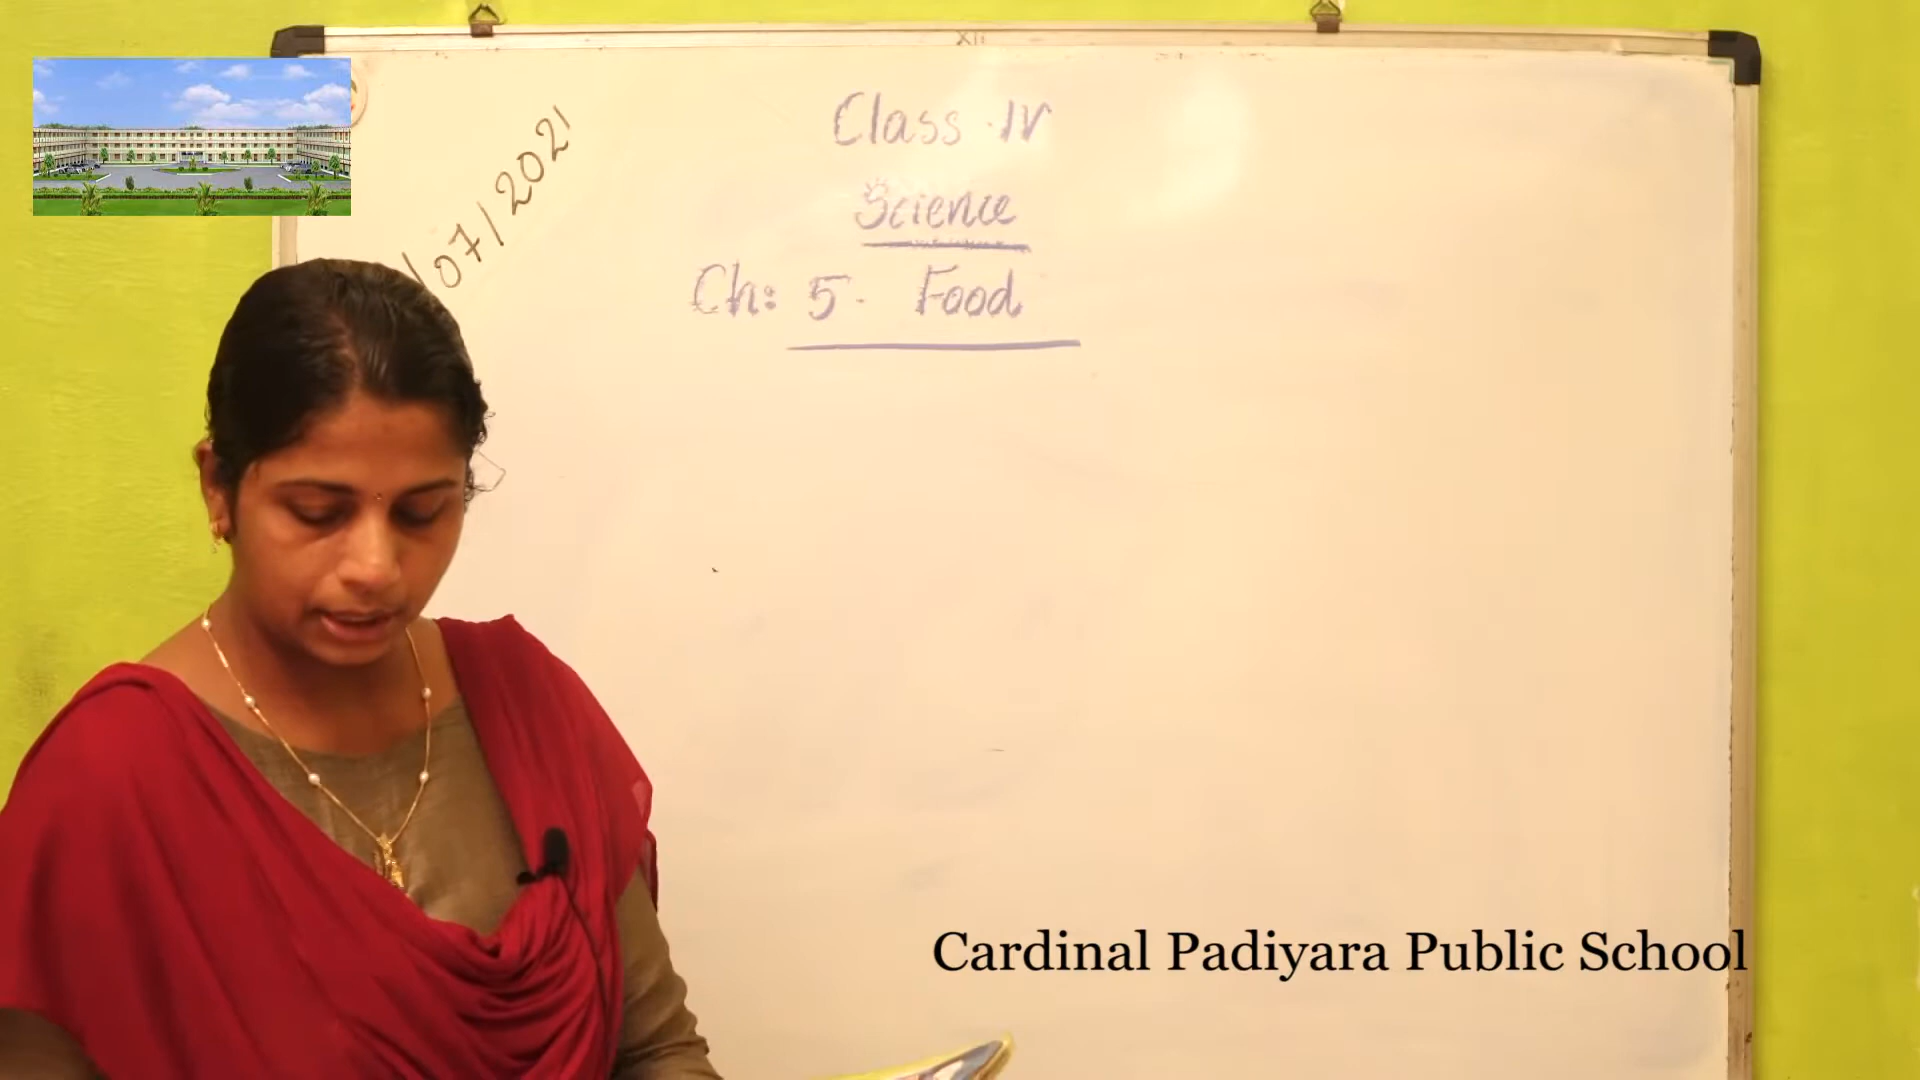 /07/2021
Class IV
Science
Ch: 5. Food
Cardinal Padiyara Public School